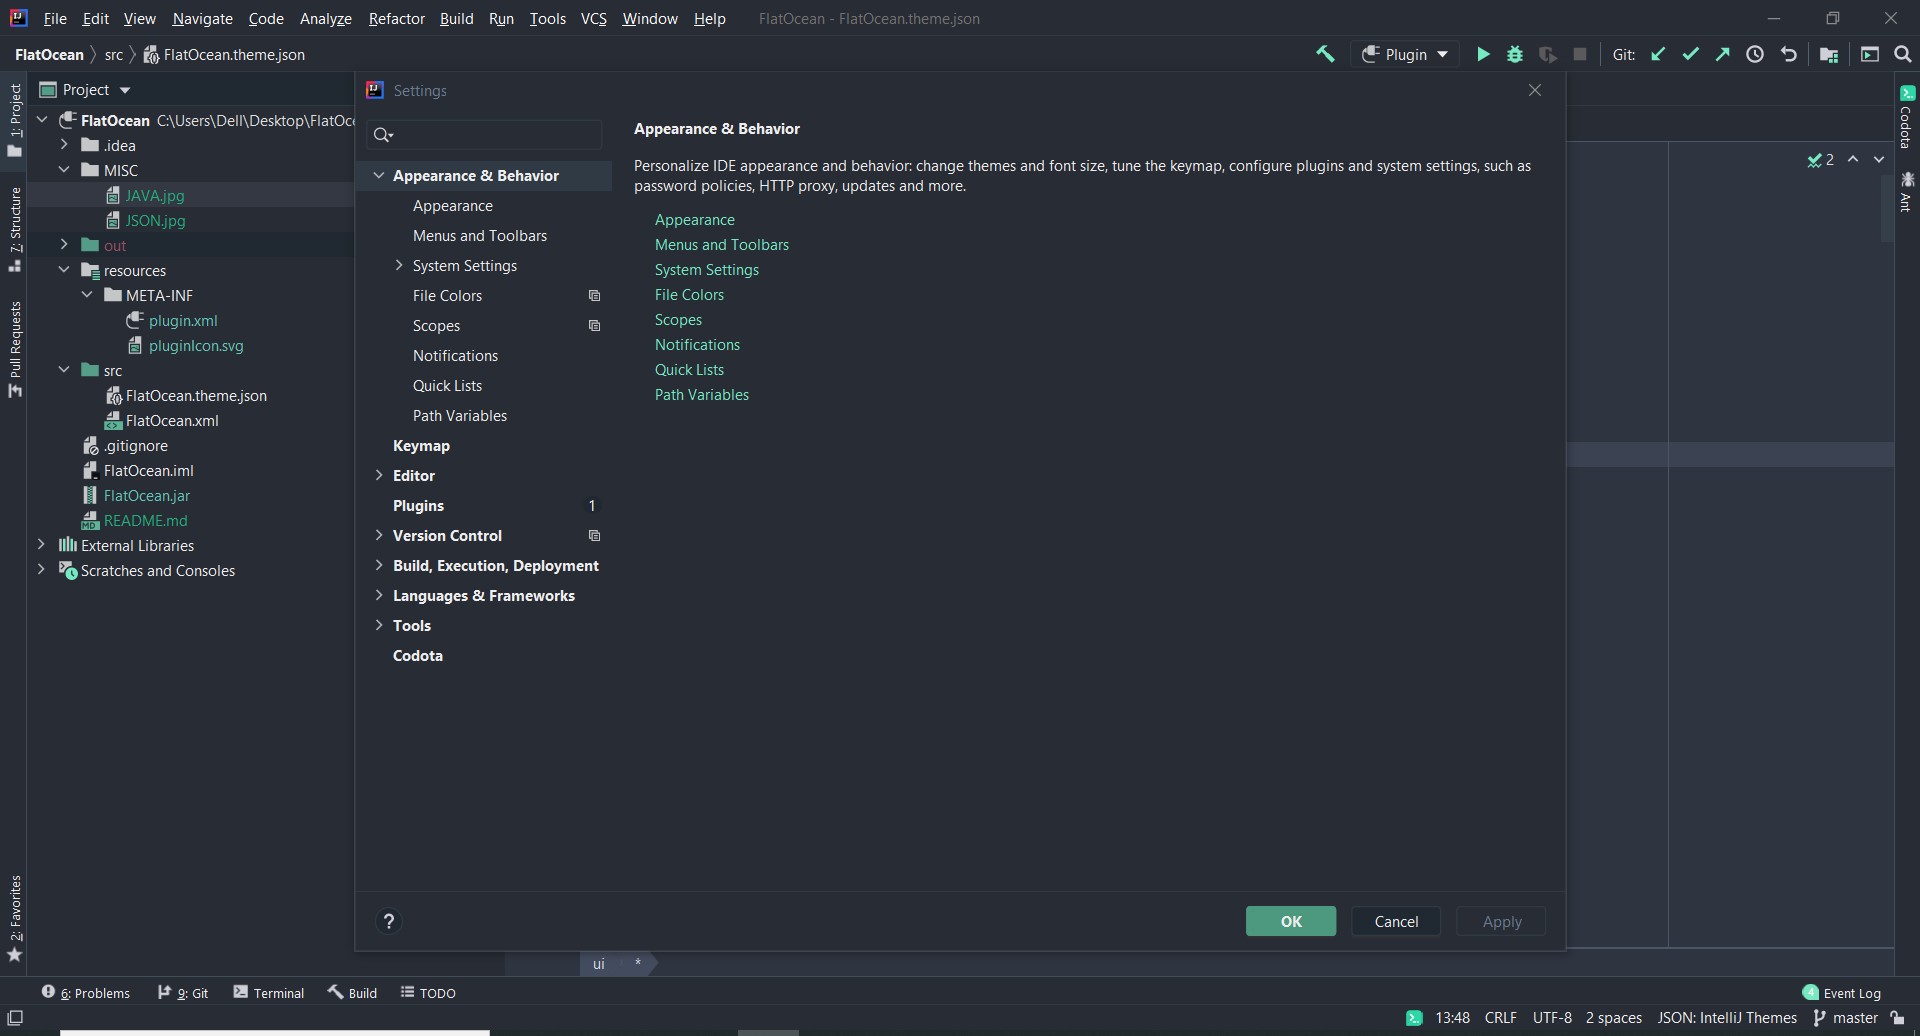 File Edit View Navigate Code Analyze Refactor Build Run Tools VCS Window Help FlatOcean - FlatOcean.theme.json
FlatOcean src FlatOcean.theme.json Plugin Git:
1: Project
7: Structure
Pull Requests
2: Favorites
Project
FlatOcean C:\Users\Dell\Desktop\FlatOc
.idea
MISC
JAVA.jpg
JSON.jpg
out
resources
META-INF
plugin.xml
pluginIcon.svg
src
FlatOcean.theme.json
FlatOcean.xml
.gitignore
FlatOcean.iml
FlatOcean.jar
README.md
External Libraries
Scratches and Consoles
Settings
Appearance & Behavior
Appearance
Menus and Toolbars
System Settings
File Colors
Scopes
Notifications
Quick Lists
Path Variables
Keymap
Editor
Plugins 1
Version Control
Build, Execution, Deployment
Languages & Frameworks
Tools
Codota
Appearance & Behavior
Personalize IDE appearance and behavior: change themes and font size, tune the keymap, configure plugins and system settings, such as
password policies, HTTP proxy, updates and more.
Appearance
Menus and Toolbars
System Settings
File Colors
Scopes
Notifications
Quick Lists
Path Variables
? OK Cancel Apply
2
Codota
Ant
ui *
6: Problems 9: Git Terminal Build TODO 4 Event Log
13:48 CRLF UTF-8 2 spaces JSON: IntelliJ Themes master